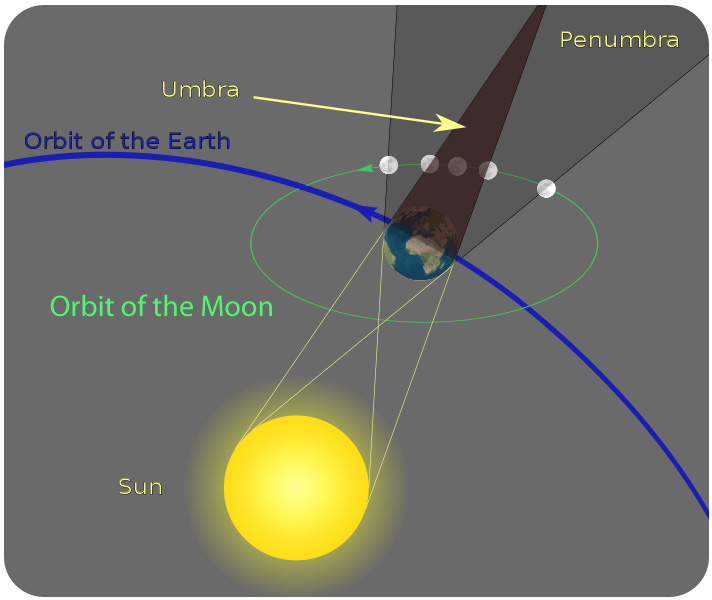 Penumbra
Umbra
Orbit of the Earth
Orbit of the Moon
Sun